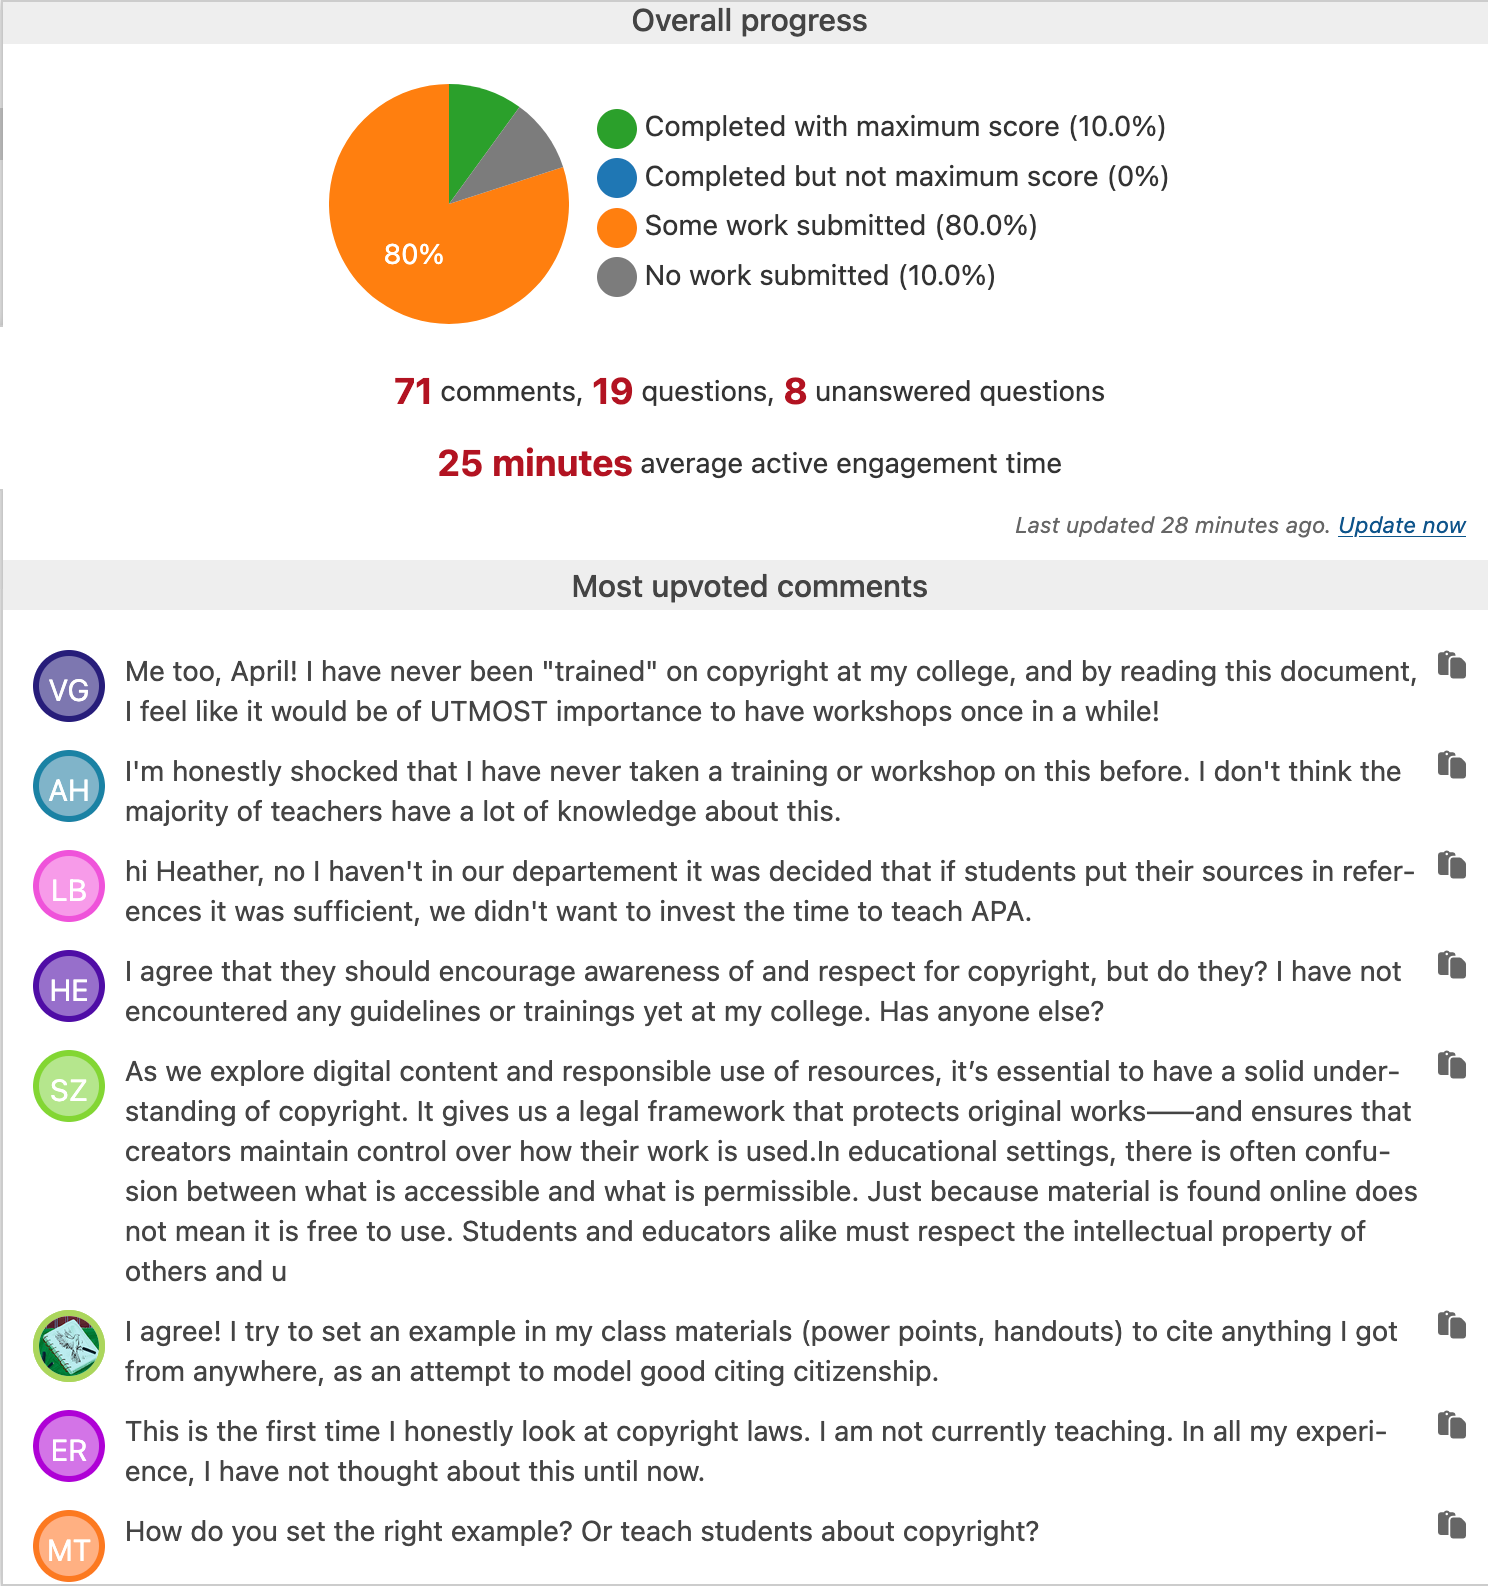 Overall progress
80%
Completed with maximum score (10.0%)
Completed but not maximum score (0%)
Some work submitted (80.0%)
No work submitted (10.0%)
71 comments, 19 questions, 8 unanswered questions
25 minutes average active engagement time
Last updated 28 minutes ago. Update now
Most upvoted comments
VG
Me too, April! I have never been "trained" on copyright at my college, and by reading this document,
I feel like it would be of UTMOST importance to have workshops once in a while!
AH
I'm honestly shocked that I have never taken a training or workshop on this before. I don't think the
majority of teachers have a lot of knowledge about this.
LB
hi Heather, no I haven't in our departement it was decided that if students put their sources in refer-
ences it was sufficient, we didn't want to invest the time to teach APA.
HE
I agree that they should encourage awareness of and respect for copyright, but do they? I have not
encountered any guidelines or trainings yet at my college. Has anyone else?
SZ
As we explore digital content and responsible use of resources, it’s essential to have a solid under-
standing of copyright. It gives us a legal framework that protects original works——and ensures that
creators maintain control over how their work is used.In educational settings, there is often confu-
sion between what is accessible and what is permissible. Just because material is found online does
not mean it is free to use. Students and educators alike must respect the intellectual property of
others and u
I agree! I try to set an example in my class materials (power points, handouts) to cite anything I got
from anywhere, as an attempt to model good citing citizenship.
ER
This is the first time I honestly look at copyright laws. I am not currently teaching. In all my experi-
ence, I have not thought about this until now.
MT
How do you set the right example? Or teach students about copyright?